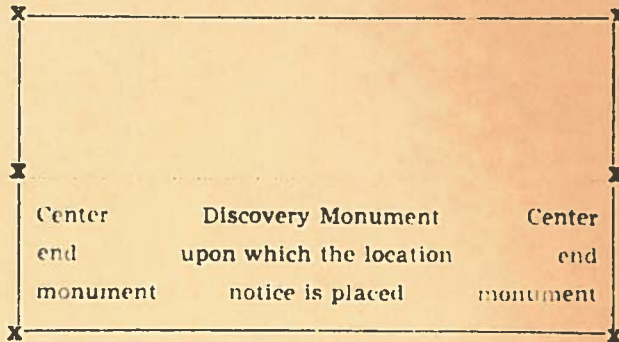 X X
X X
Center Discovery Monument Center
end upon which the location end
monument notice is placed monument
X X